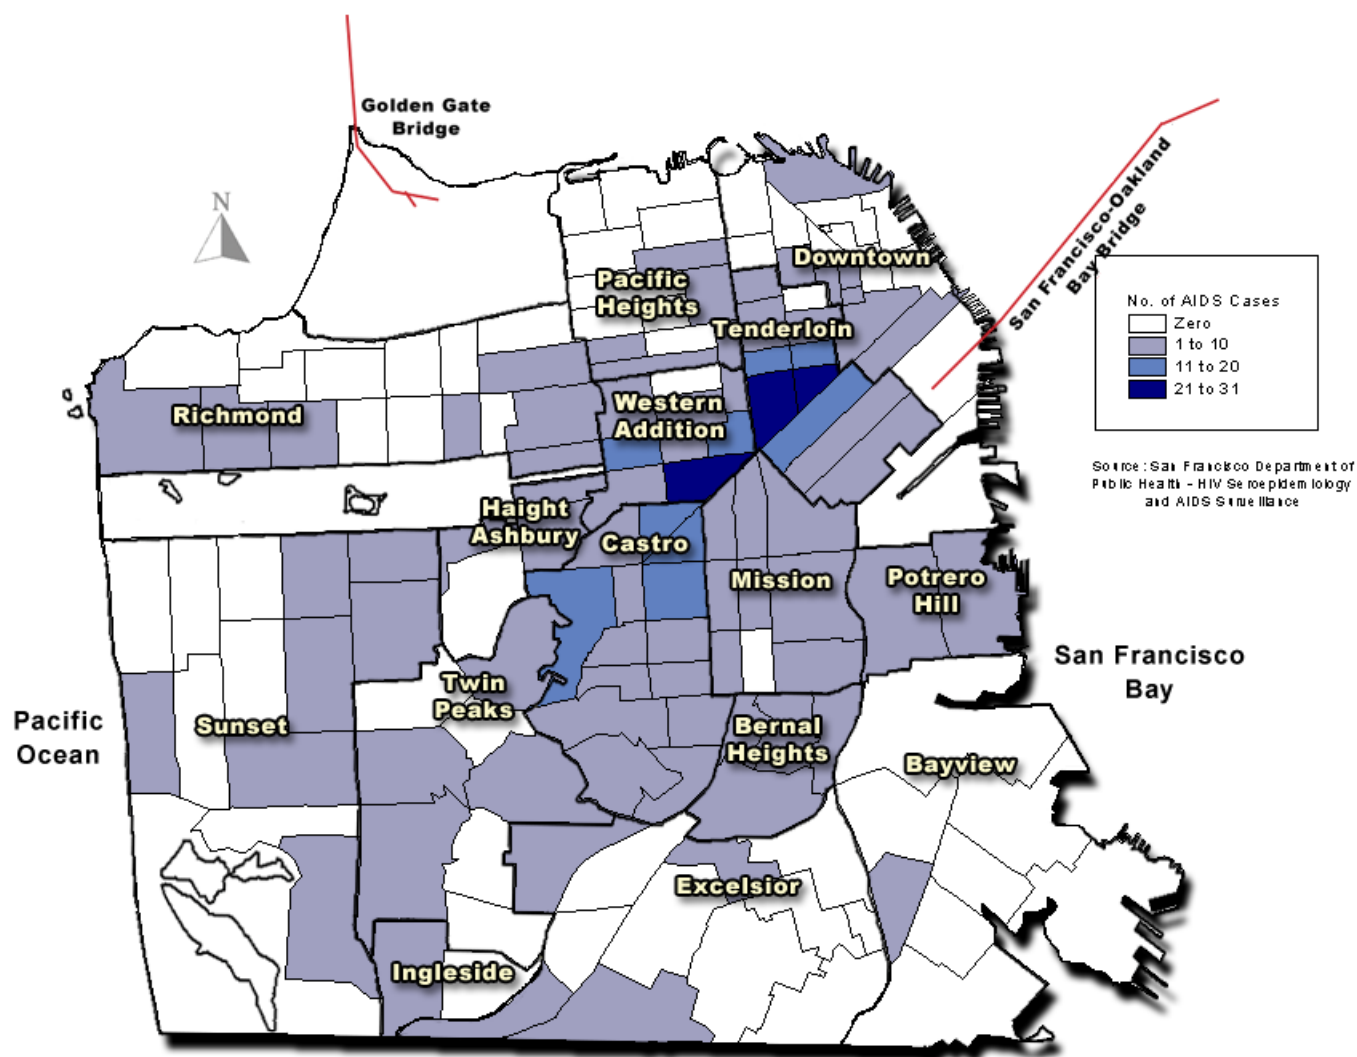 Golden Gate
Bridge
N
San Francisco-Oakland
Bay Bridge
Downtown
Pacific
Heights
Tenderloin
No. of AIDS Cases
Zero
1 to 10
11 to 20
21 to 31
Richmond
Western
Addition
Source: San Francisco Department of
Public Health - HIV Seroepidemiology
and AIDS Surveillance
Haight
Ashbury
Castro
Mission
Potrero
Hill
San Francisco
Bay
Twin
Peaks
Pacific
Ocean
Sunset
Bernal
Heights
Bayview
Excelsior
Ingleside